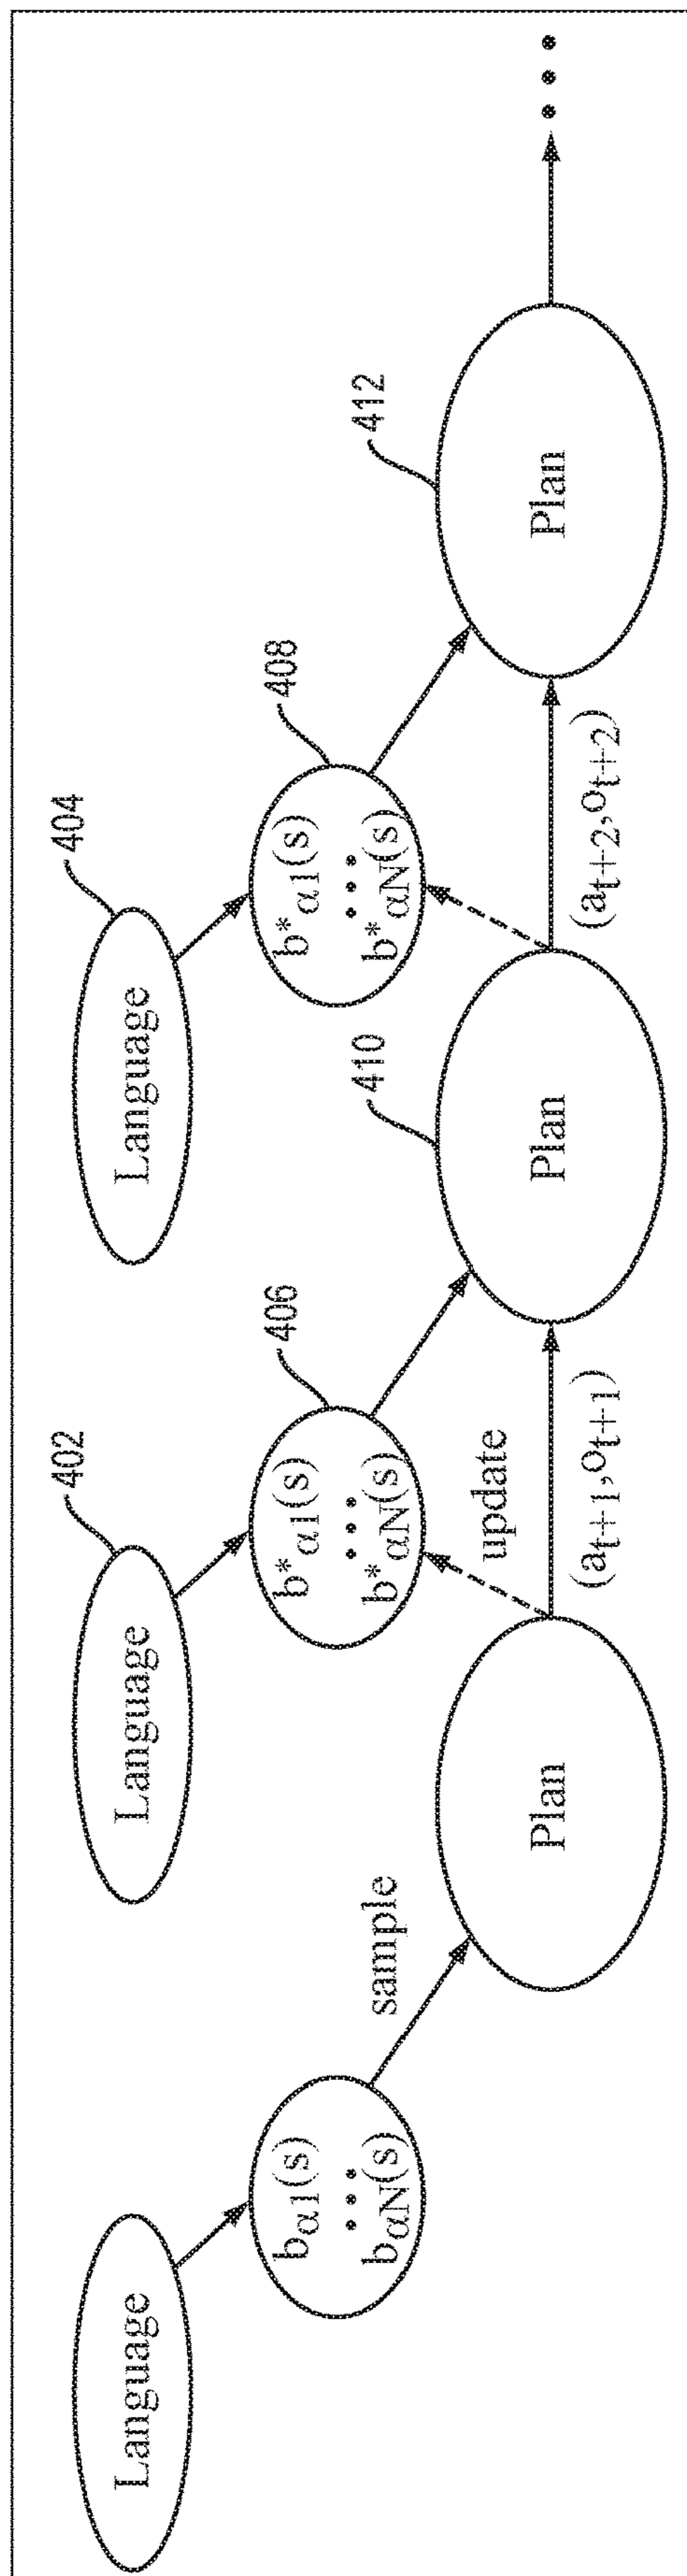 Language
402
Language
404
Language
bα1(s)
•••
bαN(s)
sample
406
b*α1(s)
•••
b*αN(s)
update
408
b*α1(s)
•••
b*αN(s)
Plan
(at+1,ot+1)
410
Plan
(at+2,ot+2)
412
Plan
•••